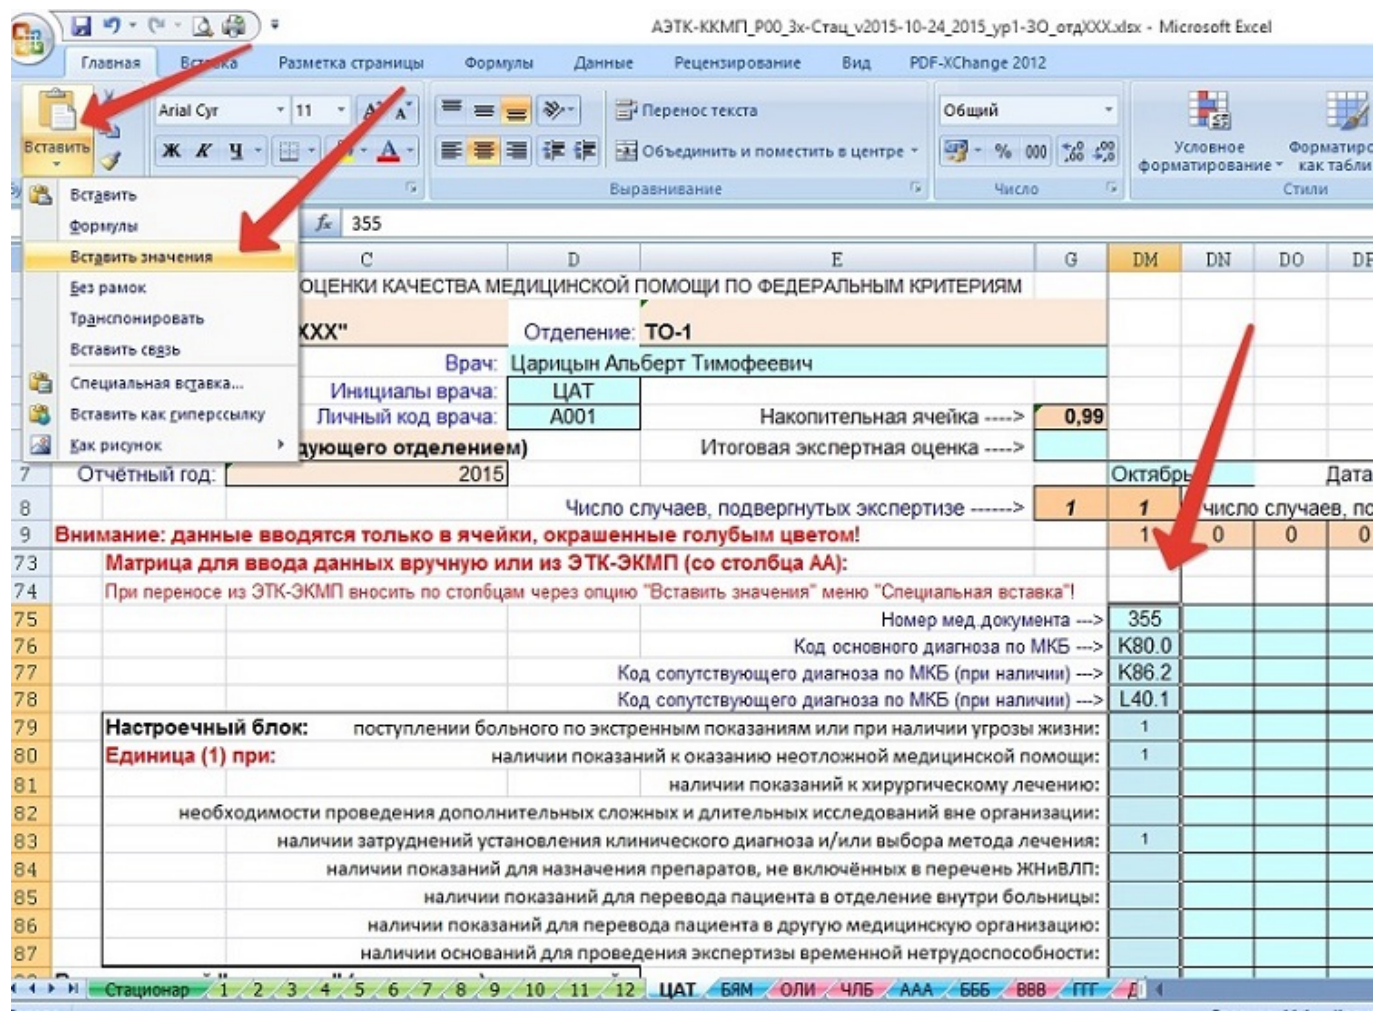 АЭТК-ККМП_Р00_3х-Стац_v2015-10-24_2015_ур1-ЗО_отдХХХ.xlsx - Microsoft Excel
Главная Вставка Разметка страницы Формулы Данные Рецензирование Вид PDF-XChange 2012
Вставить Arial Cyr 11 Перенос текста Общий Условное форматирование
Ж К Ч Объединить и поместить в центре % 000
Выравнивание Число Стили
Вставить
Формулы
Вставить значения
Без рамок
Транспонировать
Вставить связь
Специальная вставка...
Вставить как гиперссылку
Как рисунок
fx 355
C D E G DM DN DO
ОЦЕНКИ КАЧЕСТВА МЕДИЦИНСКОЙ ПОМОЩИ ПО ФЕДЕРАЛЬНЫМ КРИТЕРИЯМ
ХХХ" Отделение: ТО-1
Врач: Царицын Альберт Тимофеевич
Инициалы врача: ЦАТ
Личный код врача: А001 Накопительная ячейка ----> 0,99
дующего отделением) Итоговая экспертная оценка ---->
7 Отчётный год: 2015 Октябрь Дата
8 Число случаев, подвергнутых экспертизе ------> 1 1 число случаев,
9 Внимание: данные вводятся только в ячейки, окрашенные голубым цветом! 1 0 0 0
73 Матрица для ввода данных вручную или из ЭТК-ЭКМП (со столбца АА):
74 При переносе из ЭТК-ЭКМП вносить по столбцам через опцию "Вставить значения" меню "Специальная вставка"!
75 Номер мед.документа ---> 355
76 Код основного диагноза по МКБ ---> K80.0
77 Код сопутствующего диагноза по МКБ (при наличии) ---> K86.2
78 Код сопутствующего диагноза по МКБ (при наличии) ---> L40.1
79 Настроечный блок: поступлении больного по экстренным показаниям или при наличии угрозы жизни: 1
80 Единица (1) при: наличии показаний к оказанию неотложной медицинской помощи: 1
81 наличии показаний к хирургическому лечению:
82 необходимости проведения дополнительных сложных и длительных исследований вне организации:
83 наличии затруднений установления клинического диагноза и/или выбора метода лечения: 1
84 наличии показаний для назначения препаратов, не включённых в перечень ЖНиВЛП:
85 наличии показаний для перевода пациента в отделение внутри больницы:
86 наличии показаний для перевода пациента в другую медицинскую организацию:
87 наличии оснований для проведения экспертизы временной нетрудоспособности:
Стационар 1 2 3 4 5 6 7 8 9 10 11 12 ЦАТ БЯМ ОЛИ ЧЛБ ААА БББ ВВВ ГГГ Д